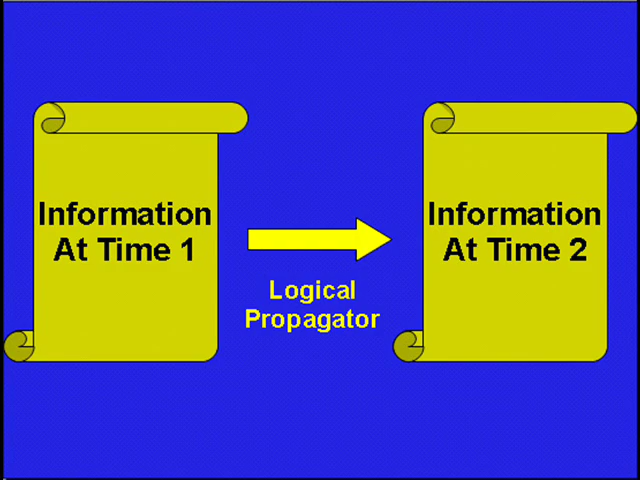 Information
At Time 1
Logical
Propagator
Information
At Time 2